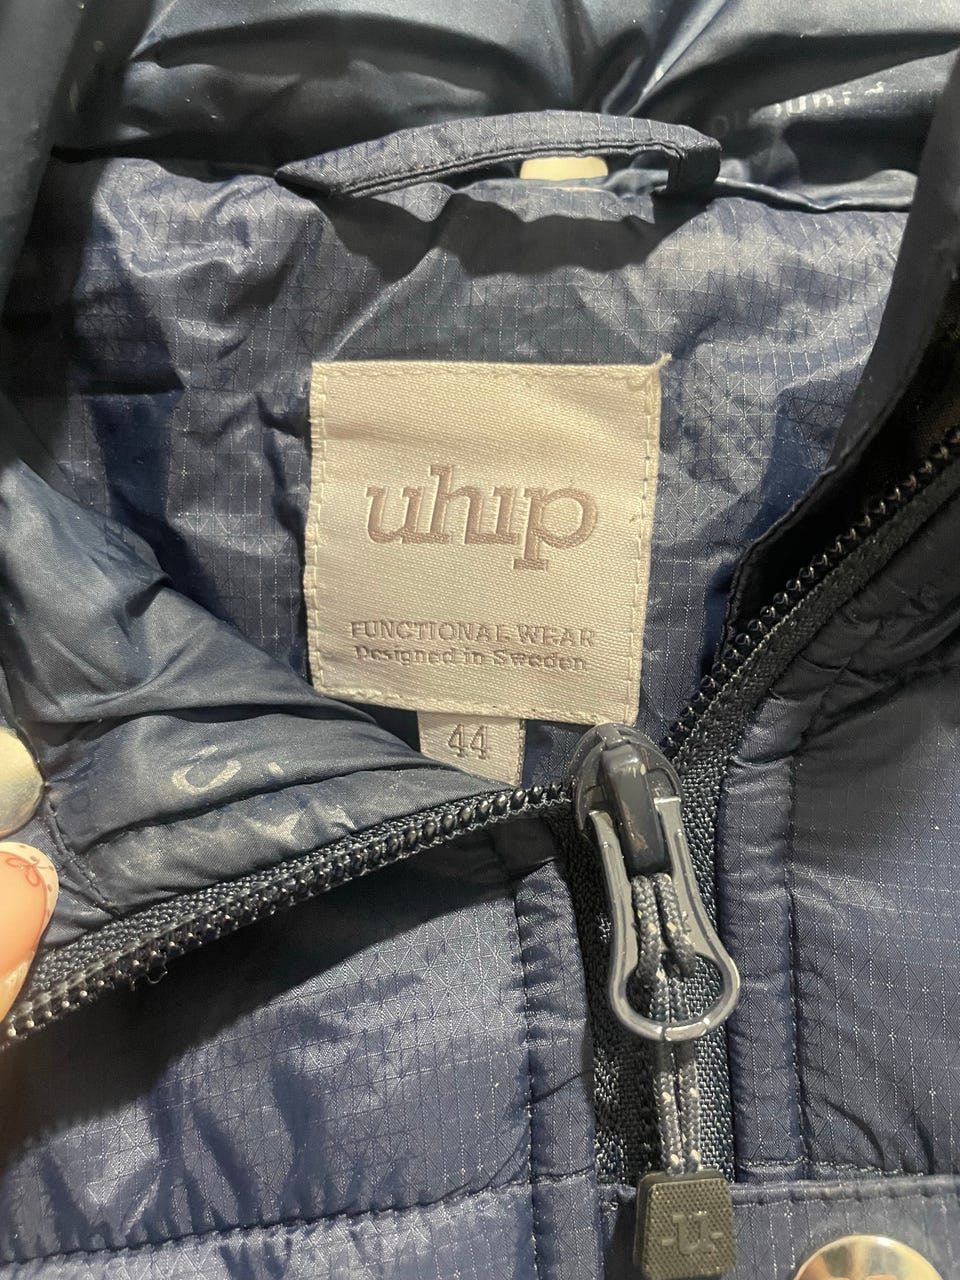 uhip
FUNCTIONAL WEAR
Designed in Sweden
44
-u-